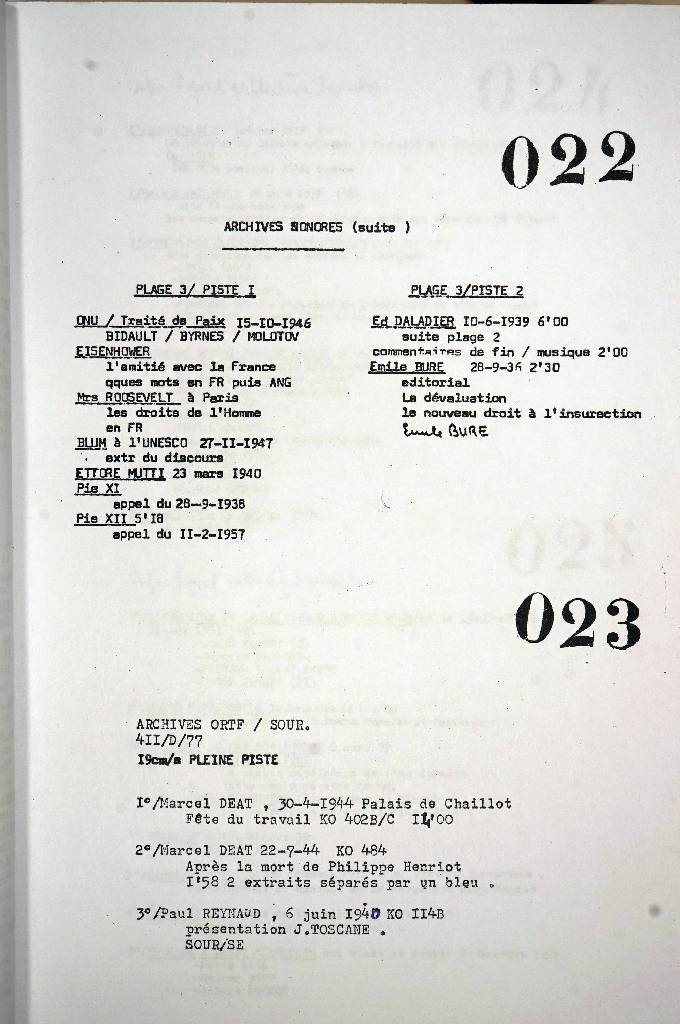 022
ARCHIVES SONORES (suite )
PLAGE 3/ PISTE I
ONU / Traité de Paix 15-IO-1946
BIDAULT / BYRNES / MOLOTOV
EISENHOWER
l'amitié avec la France
qques mots en FR puis ANG
Mrs ROOSEVELT à Paris
les droits de l'Homme
en FR
BLUM à l'UNESCO 27-II-1947
extr du discours
ETTORE MUTTI 23 mars I940
Pie XI
appel du 28-9-1938
Pie XII 5'I8
appel du II-2-1957
PLAGE 3/PISTE 2
Ed DALADIER IO-6-I939 6'00
suite plage 2
commentaires de fin / musique 2'00
Emile BURE 28-9-36 2'30
editorial
La dévaluation
le nouveau droit à l'insurection
Emile BURE
023
ARCHIVES ORTF / SOUR.
4II/D/77
I9cm/s PLEINE PISTE
I°/Marcel DEAT , 30-4-I944 Palais de Chaillot
Fête du travail KO 402B/C I4'00
2°/Marcel DEAT 22-7-44 KO 484
Après la mort de Philippe Henriot
I'58 2 extraits séparés par un bleu .
3°/Paul REYNAUD , 6 juin I940 KO II4B
présentation J.TOSCANE .
SOUR/SE